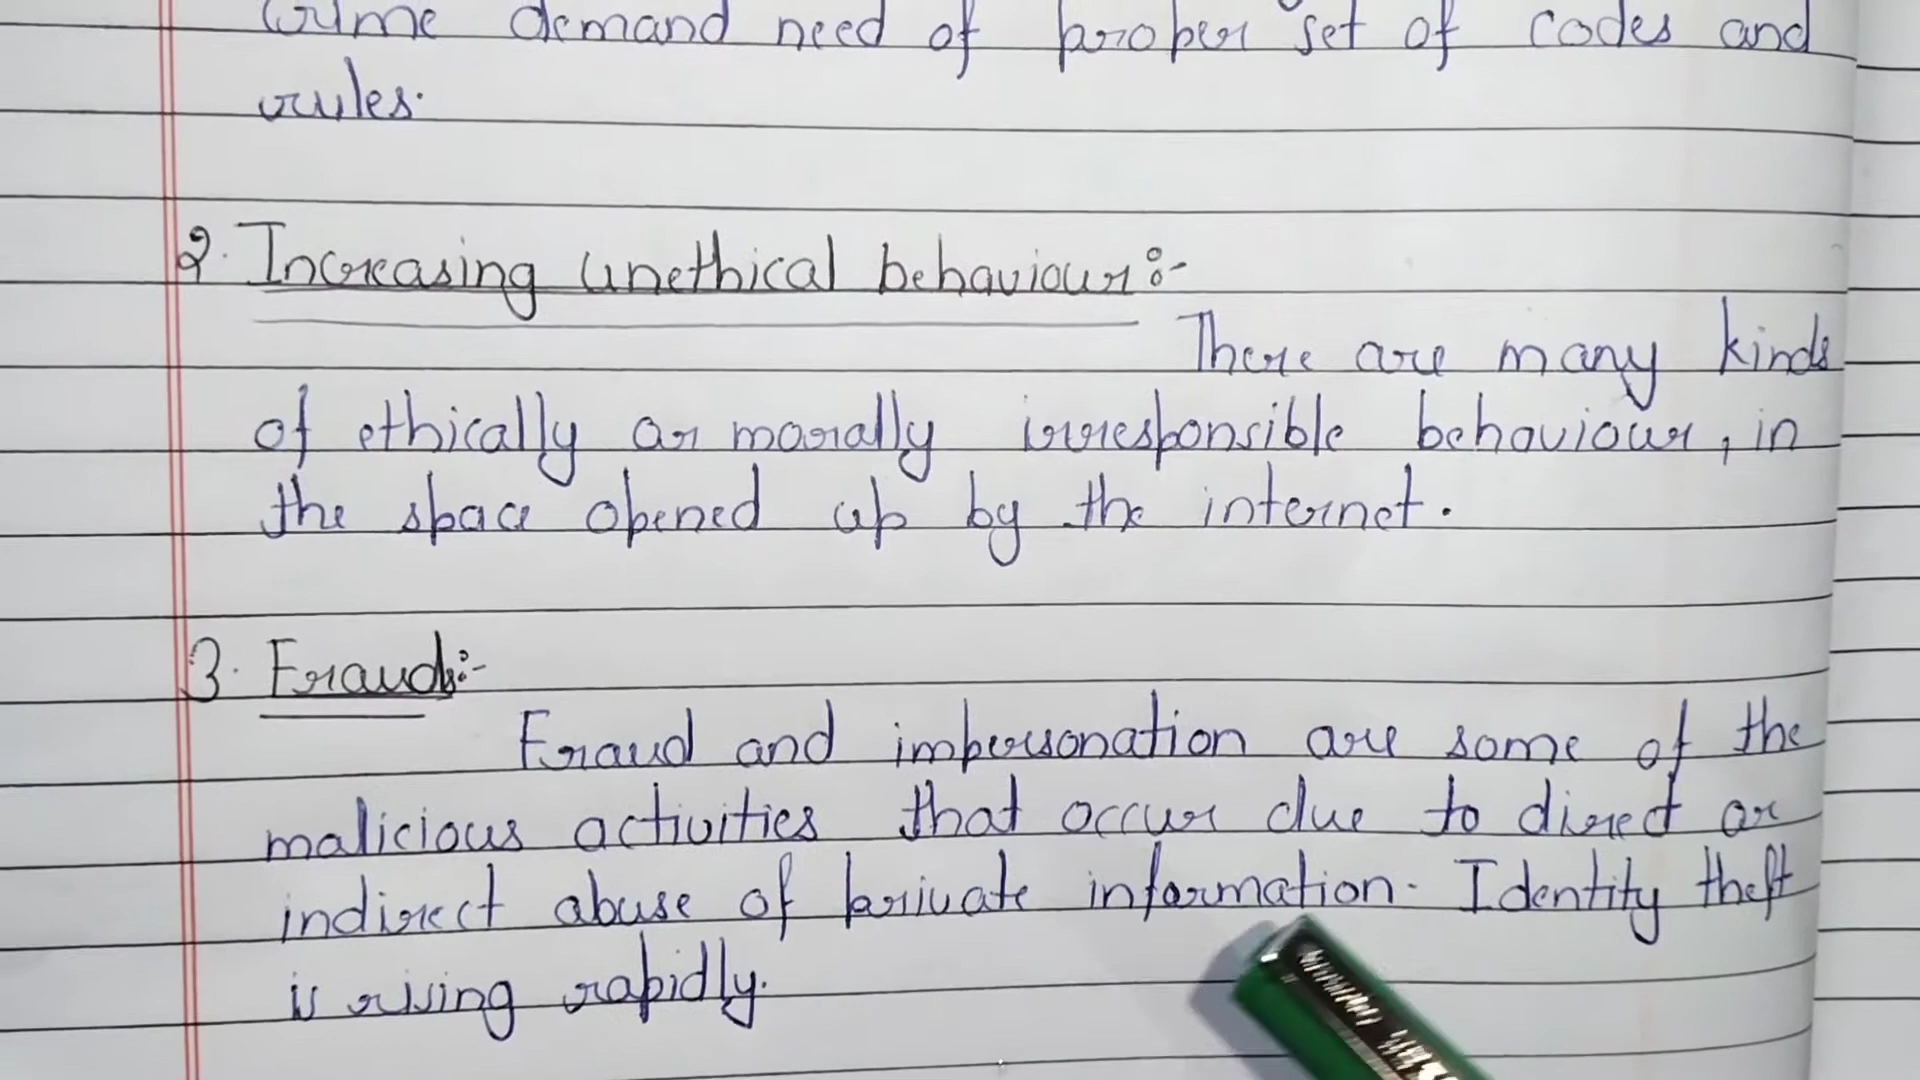 crime demand need of proper set of codes and
rules.
2. Increasing unethical behaviour:-
There are many kinds
of ethically or morally irresponsible behaviour, in
the space opened up by the internet.
3. Frauds:-
Fraud and impersonation are some of the
malicious activities that occur due to direct or
indirect abuse of private information. Identity theft
is rising rapidly.